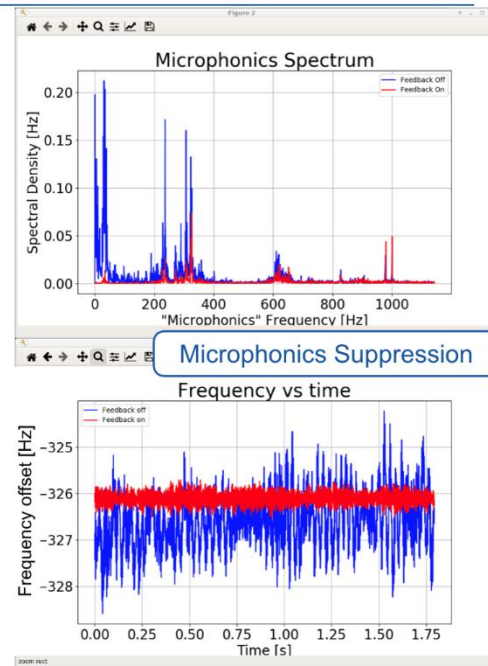 Figure 2
Microphonics Spectrum
Feedback Off
Feedback On
Spectral Density [Hz]
0.20
0.15
0.10
0.05
0.00
0 200 400 600 800 1000
"Microphonics" Frequency [Hz]
Microphonics Suppression
Frequency vs time
Feedback off
Feedback on
Frequency offset [Hz]
−325
−326
−327
−328
0.00 0.25 0.50 0.75 1.00 1.25 1.50 1.75
Time [s]
zoom rect